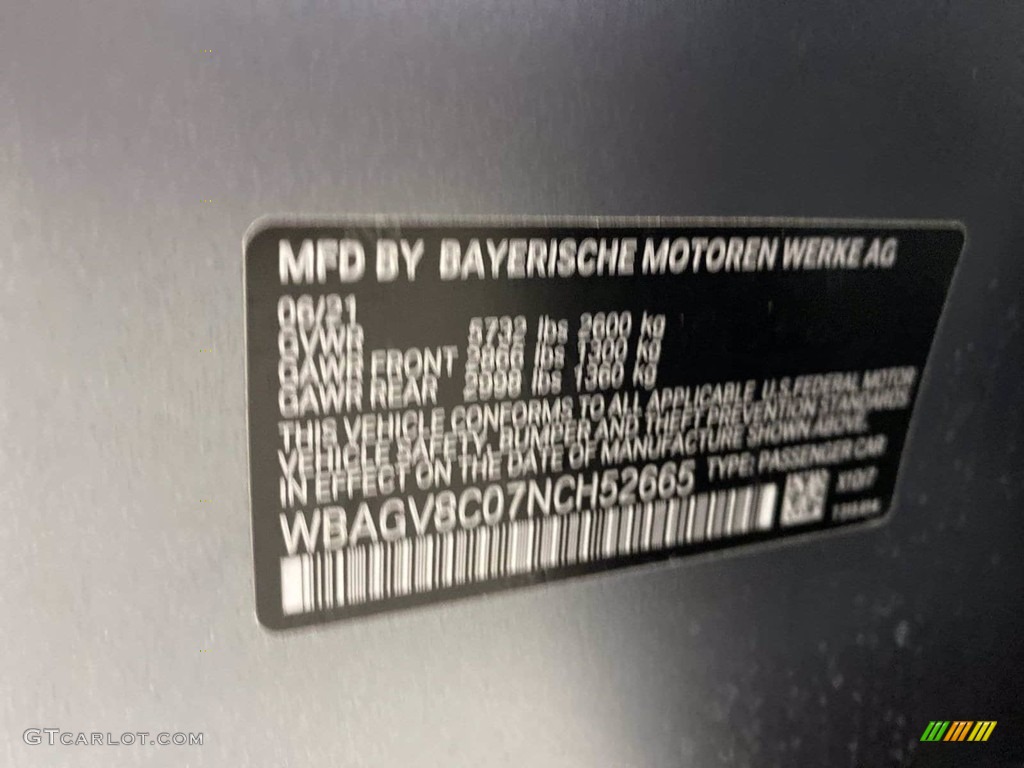 MFD BY BAYERISCHE MOTOREN WERKE AG
06/21
GVWR 5732 lbs 2600 kg
GAWR FRONT 2866 lbs 1300 kg
GAWR REAR 2998 lbs 1360 kg
THIS VEHICLE CONFORMS TO ALL APPLICABLE U.S. FEDERAL MOTOR
VEHICLE SAFETY, BUMPER AND THEFT PREVENTION STANDARDS
IN EFFECT ON THE DATE OF MANUFACTURE SHOWN ABOVE.
WBAGV8C07NCH52665 TYPE: PASSENGER CAR
GTCARLOT.COM